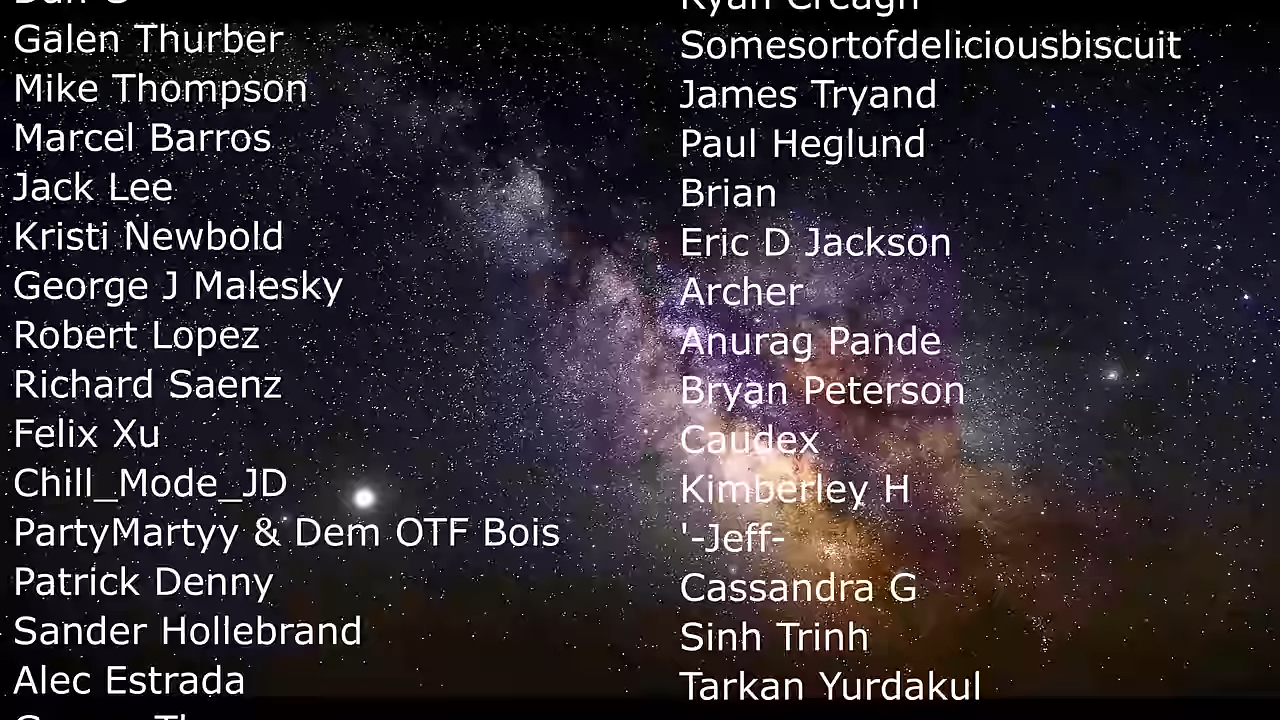 Galen Thurber
Mike Thompson
Marcel Barros
Jack Lee
Kristi Newbold
George J Malesky
Robert Lopez
Richard Saenz
Felix Xu
Chill_Mode_JD
PartyMartyy & Dem OTF Bois
Patrick Denny
Sander Hollebrand
Alec Estrada
Ryan Creagh
Somesortofdeliciousbiscuit
James Tryand
Paul Heglund
Brian
Eric D Jackson
Archer
Anurag Pande
Bryan Peterson
Caudex
Kimberley H
'-Jeff-
Cassandra G
Sinh Trinh
Tarkan Yurdakul